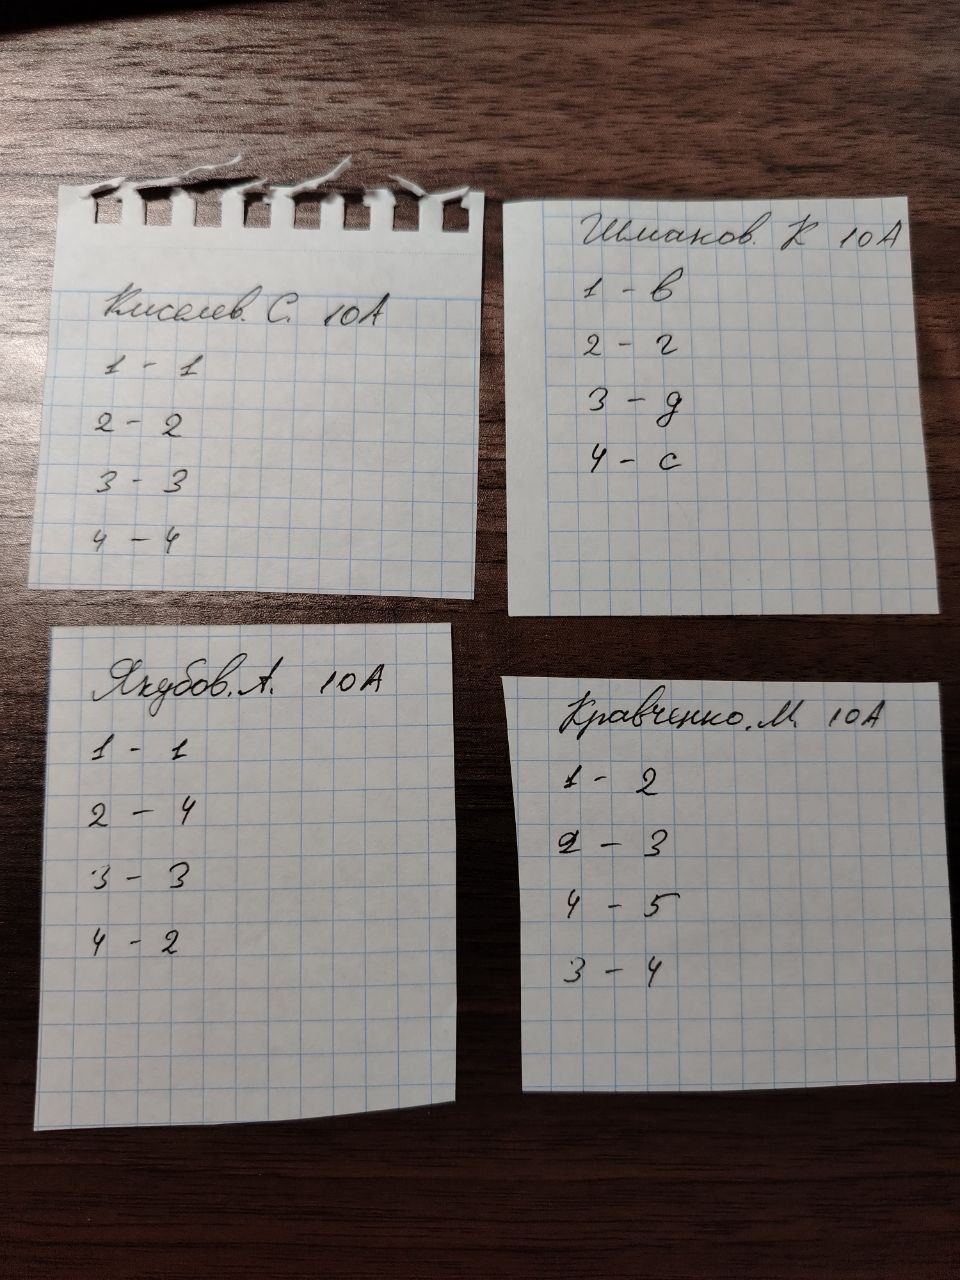 Киселев. С. 10А
1 - 1
2 - 2
3 - 3
4 - 4
Шманов. К 10А
1 - в
2 - г
3 - д
4 - с
Якубов. А. 10А
1 - 1
2 - 4
3 - 3
4 - 2
Кравченко. М. 10А
1 - 2
2 - 3
4 - 5
3 - 4